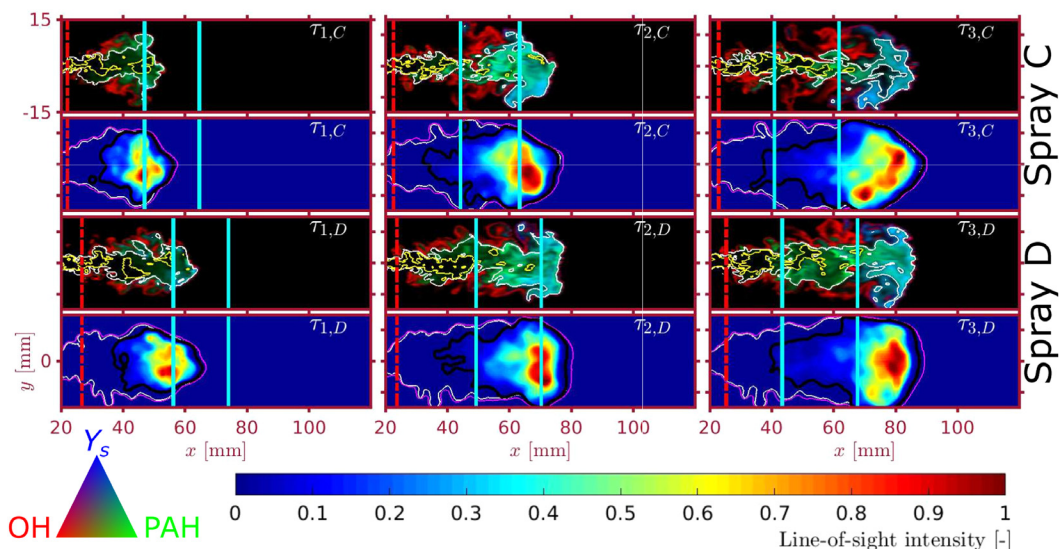 15
-15
τ1,C
τ2,C
τ3,C
τ1,C
τ2,C
τ3,C
Spray C
τ1,D
τ2,D
τ3,D
y [mm]
0
τ1,D
τ2,D
τ3,D
Spray D
20 40 60 80 100 20 40 60 80 100 20 40 60 80 100
x [mm] x [mm] x [mm]
Ys
OH PAH
0 0.1 0.2 0.3 0.4 0.5 0.6 0.7 0.8 0.9 1
Line-of-sight intensity [-]